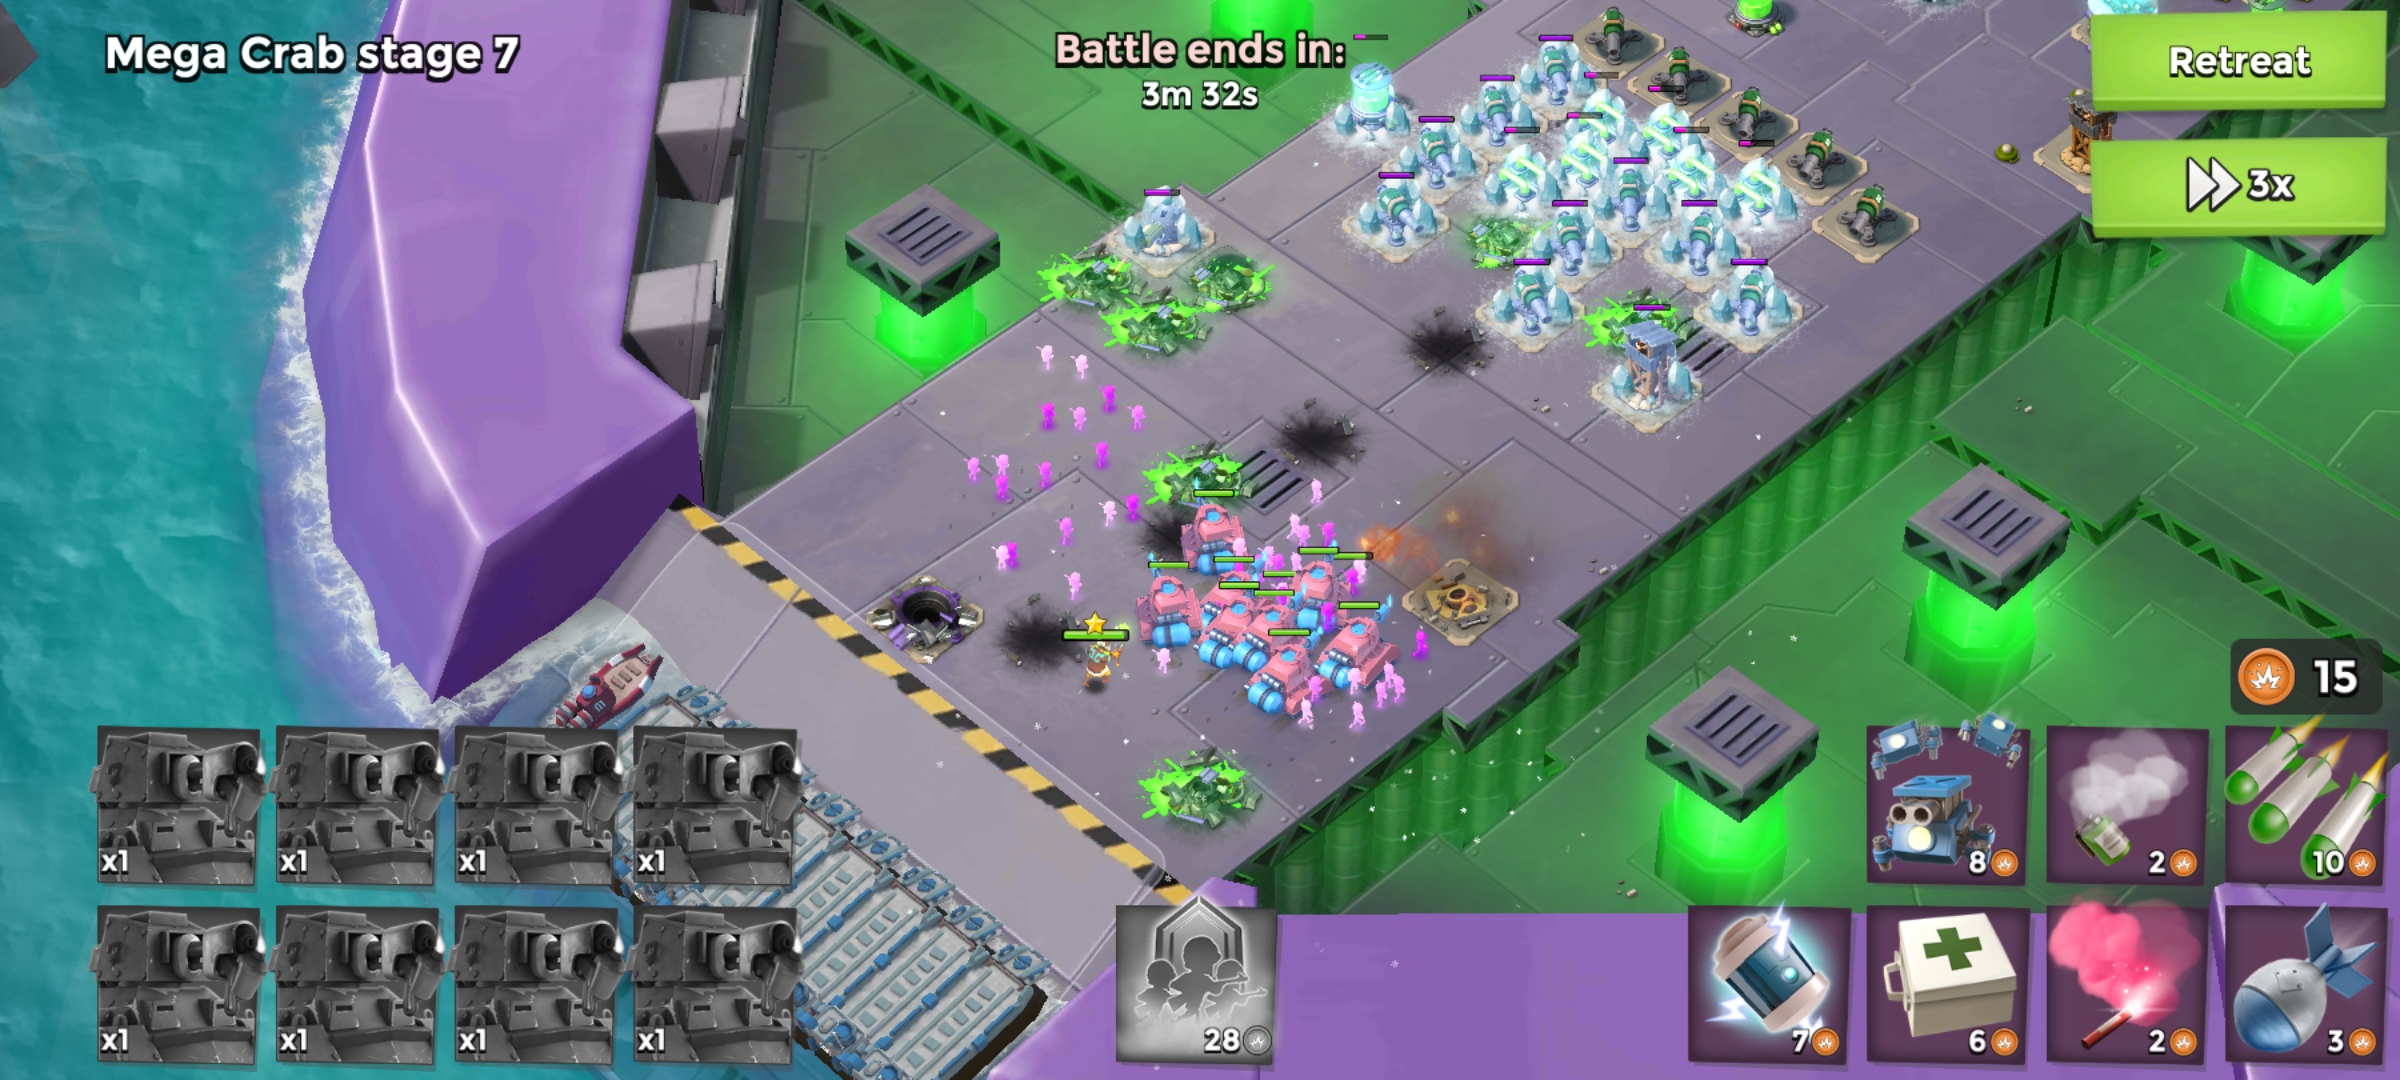 Mega Crab stage 7
Battle ends in:
3m 32s
Retreat
3x
15
x1 x1 x1 x1
8 2 10
x1 x1 x1 x1
28 7 6 2 3